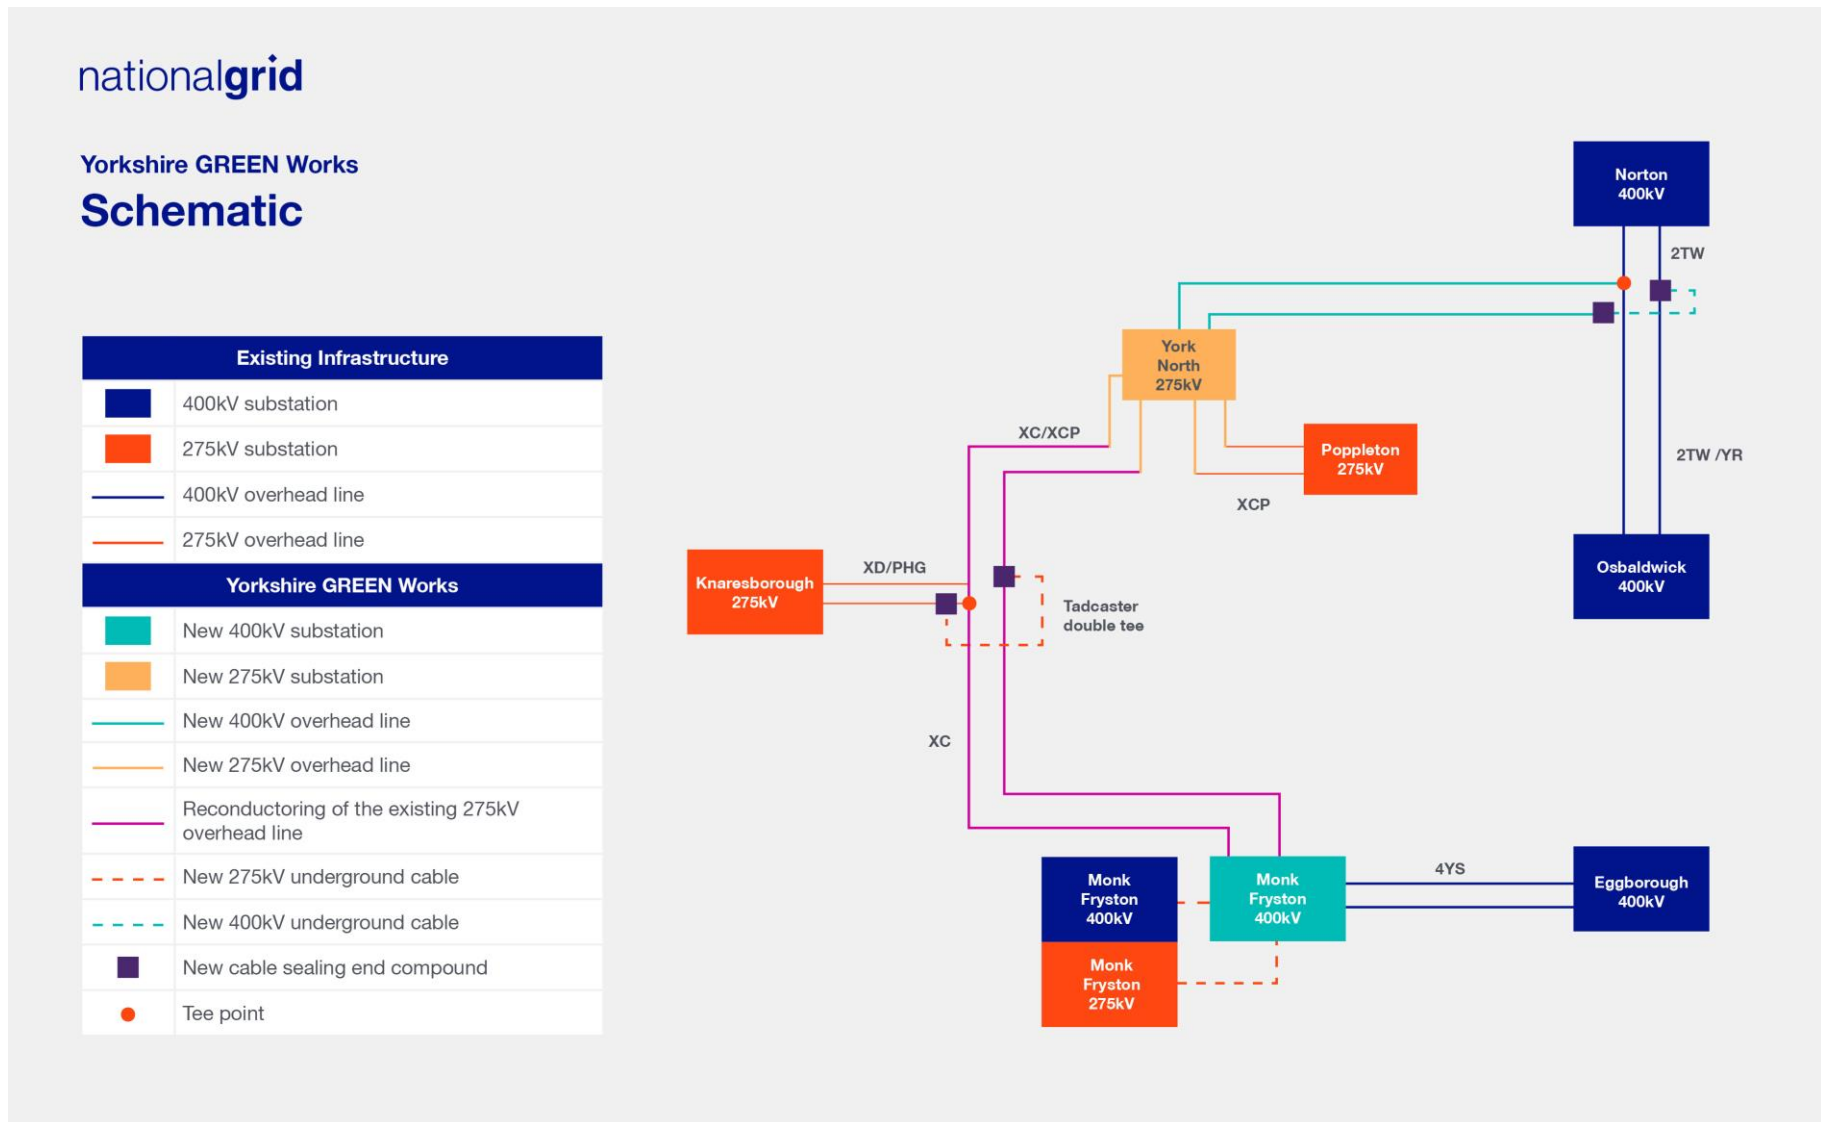 nationalgrid
Yorkshire GREEN Works
Schematic
Existing Infrastructure
400kV substation
275kV substation
400kV overhead line
275kV overhead line
Yorkshire GREEN Works
New 400kV substation
New 275kV substation
New 400kV overhead line
New 275kV overhead line
Reconductoring of the existing 275kV
overhead line
New 275kV underground cable
New 400kV underground cable
New cable sealing end compound
Tee point
Norton
400kV
2TW
York
North
275kV
XC/XCP
Poppleton
275kV
XCP
2TW /YR
Knaresborough
275kV
XD/PHG
Tadcaster
double tee
Osbaldwick
400kV
XC
Monk
Fryston
400kV
Monk
Fryston
275kV
Monk
Fryston
400kV
4YS
Eggborough
400kV